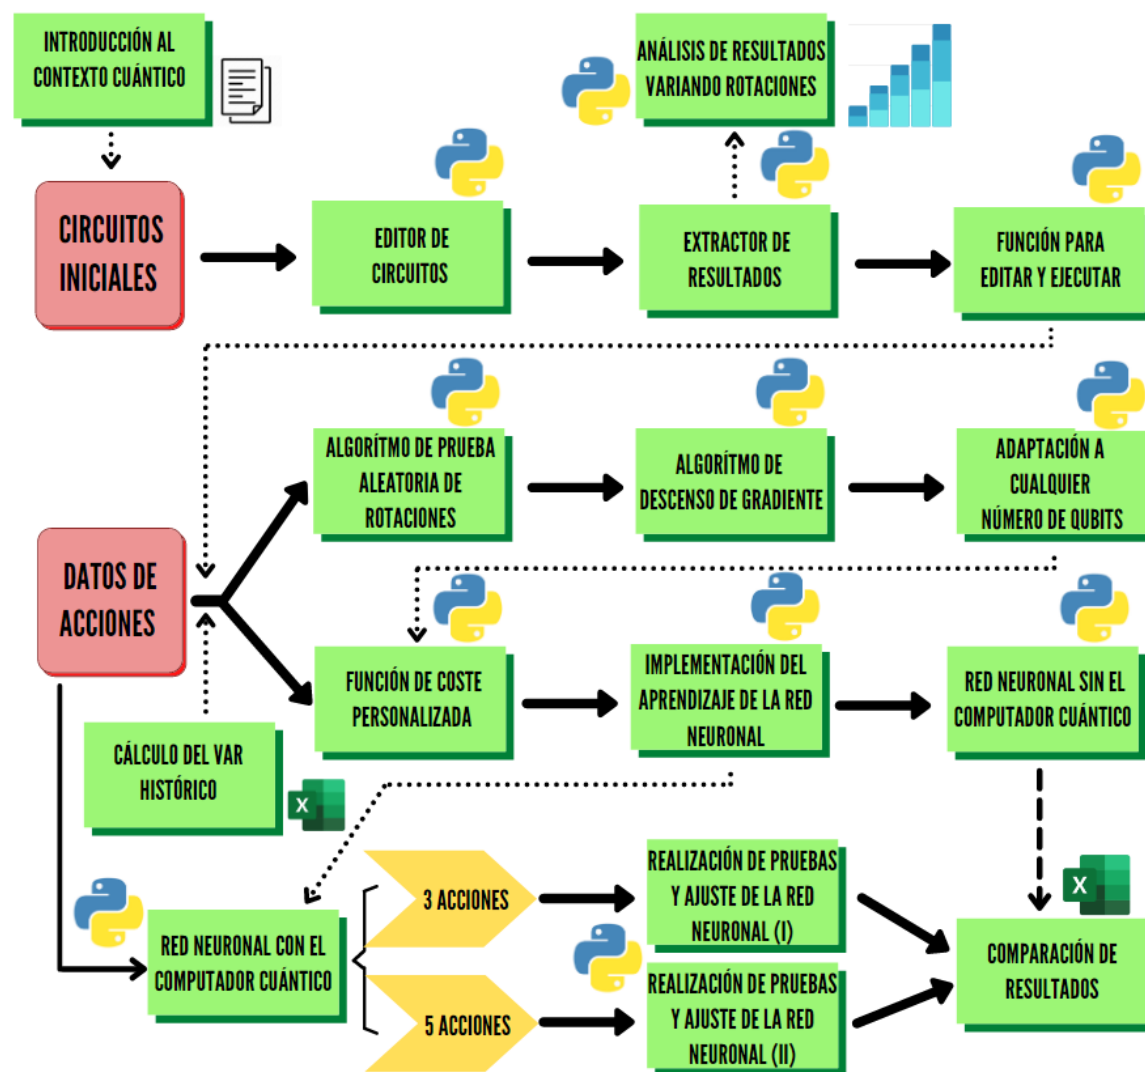 INTRODUCCIÓN AL
CONTEXTO CUÁNTICO
ANÁLISIS DE RESULTADOS
VARIANDO ROTACIONES
CIRCUITOS
INICIALES
EDITOR DE
CIRCUITOS
EXTRACTOR DE
RESULTADOS
FUNCIÓN PARA
EDITAR Y EJECUTAR
ALGORÍTMO DE PRUEBA
ALEATORIA DE
ROTACIONES
ALGORÍTMO DE
DESCENSO DE GRADIENTE
ADAPTACIÓN A
CUALQUIER
NÚMERO DE QUBITS
DATOS DE
ACCIONES
FUNCIÓN DE COSTE
PERSONALIZADA
IMPLEMENTACIÓN DEL
APRENDIZAJE DE LA RED
NEURONAL
RED NEURONAL SIN EL
COMPUTADOR CUÁNTICO
CÁLCULO DEL VAR
HISTÓRICO
X
RED NEURONAL CON EL
COMPUTADOR CUÁNTICO
3 ACCIONES
REALIZACIÓN DE PRUEBAS
Y AJUSTE DE LA RED
NEURONAL (I)
5 ACCIONES
REALIZACIÓN DE PRUEBAS
Y AJUSTE DE LA RED
NEURONAL (II)
X
COMPARACIÓN DE
RESULTADOS